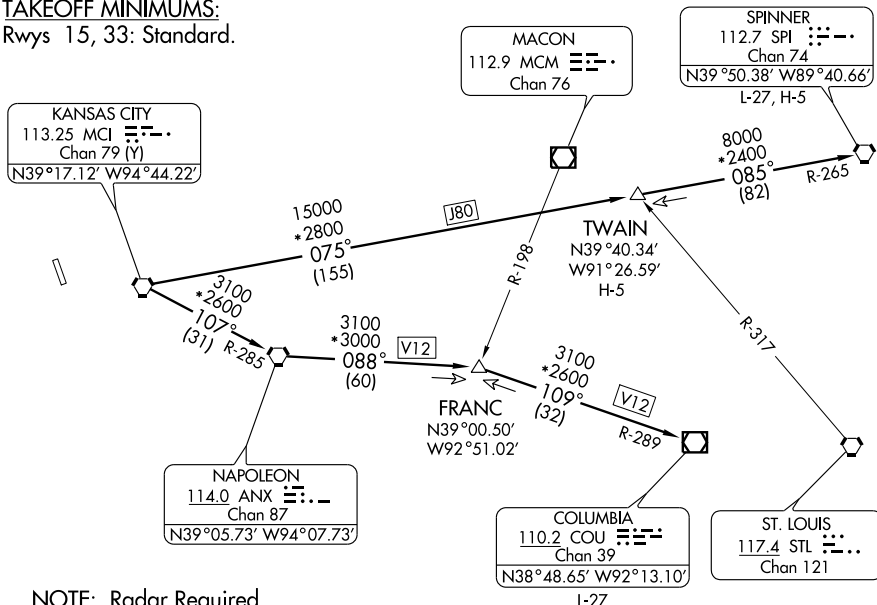 TAKEOFF MINIMUMS:
Rwys 15, 33: Standard.
KANSAS CITY
113.25 MCI
Chan 79 (Y)
N39°17.12' W94°44.22'
MACON
112.9 MCM
Chan 76
SPINNER
112.7 SPI
Chan 74
N39°50.38' W89°40.66'
L-27, H-5
15000
*2800
075°
(155)
J80
8000
*2400
085°
(82)
R-265
TWAIN
N39°40.34'
W91°26.59'
H-5
R-198
R-317
3100
*2600
107°
(31)
R-285
3100
*3000
088°
(60)
V12
FRANC
N39°00.50'
W92°51.02'
3100
*2600
109°
(32)
V12
R-289
NAPOLEON
114.0 ANX
Chan 87
N39°05.73' W94°07.73'
COLUMBIA
110.2 COU
Chan 39
N38°48.65' W92°13.10'
L-27
ST. LOUIS
117.4 STL
Chan 121
NOTE: Radar Required